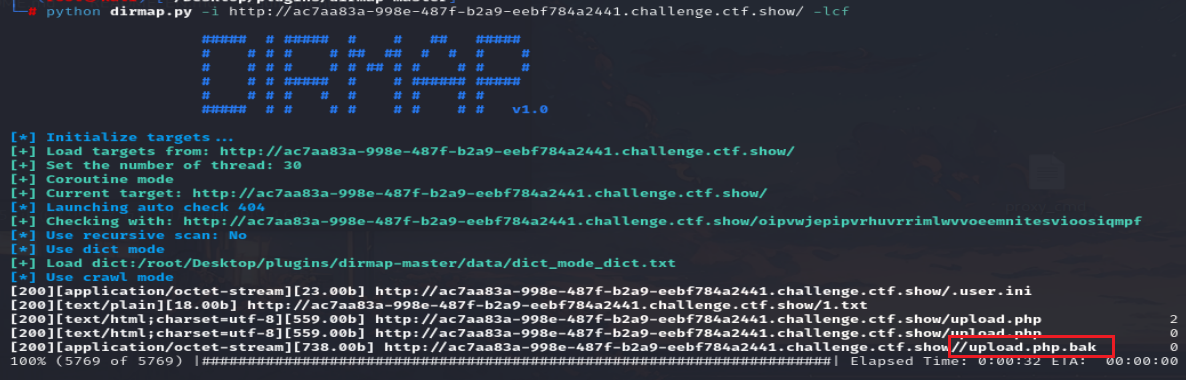 # python dirmap.py -i http://ac7aa83a-998e-487f-b2a9-eebf784a2441.challenge.ctf.show/ -lcf
DIRMAP v1.0
[*] Initialize targets...
[+] Load targets from: http://ac7aa83a-998e-487f-b2a9-eebf784a2441.challenge.ctf.show/
[+] Set the number of thread: 30
[+] Coroutine mode
[+] Current target: http://ac7aa83a-998e-487f-b2a9-eebf784a2441.challenge.ctf.show/
[*] Launching auto check 404
[+] Checking with: http://ac7aa83a-998e-487f-b2a9-eebf784a2441.challenge.ctf.show/oipvwjepipvrhuvrrimlwvvoeemnitesvioosiqmpf
[*] Use recursive scan: No
[*] Use dict mode
[+] Load dict:/root/Desktop/plugins/dirmap-master/data/dict_mode_dict.txt
[*] Use crawl mode
[200][application/octet-stream][23.00b] http://ac7aa83a-998e-487f-b2a9-eebf784a2441.challenge.ctf.show/.user.ini
[200][text/plain][18.00b] http://ac7aa83a-998e-487f-b2a9-eebf784a2441.challenge.ctf.show/1.txt
[200][text/html;charset=utf-8][559.00b] http://ac7aa83a-998e-487f-b2a9-eebf784a2441.challenge.ctf.show/upload.php 2
[200][text/html;charset=utf-8][559.00b] http://ac7aa83a-998e-487f-b2a9-eebf784a2441.challenge.ctf.show/upload.php 0
[200][application/octet-stream][738.00b] http://ac7aa83a-998e-487f-b2a9-eebf784a2441.challenge.ctf.show//upload.php.bak 0
100% (5769 of 5769) |##########################################################################| Elapsed Time: 0:00:32 ETA: 00:00:00